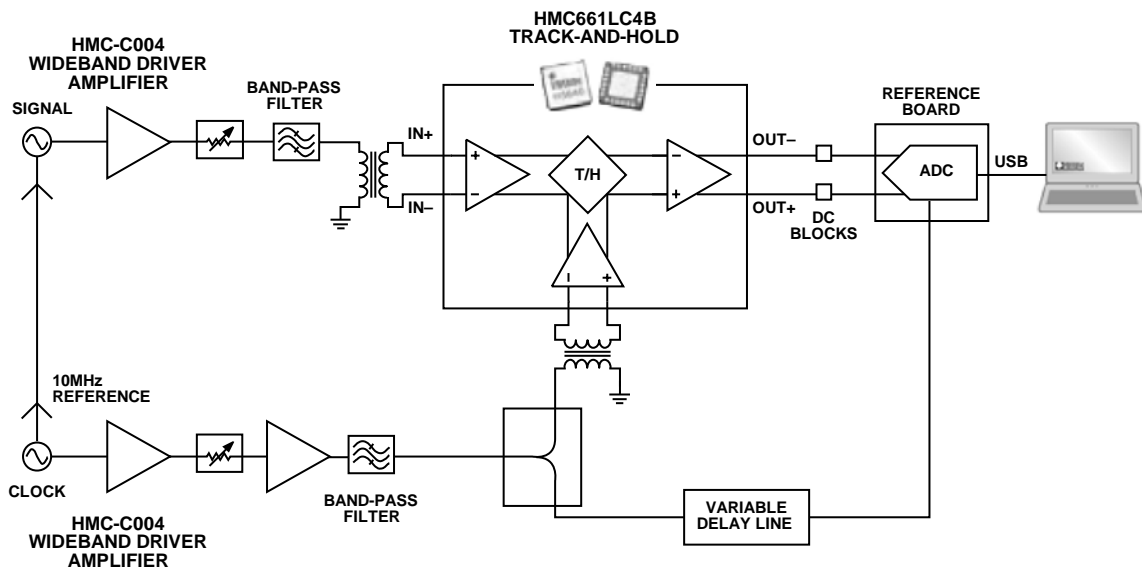 HMC661LC4B
TRACK-AND-HOLD
HMC-C004
WIDEBAND DRIVER
AMPLIFIER
BAND-PASS
FILTER
REFERENCE
BOARD
SIGNAL
IN+
OUT–
USB
ADC
T/H
+
–
–
+
IN–
OUT+
DC
BLOCKS
– +
10MHz
REFERENCE
CLOCK
BAND-PASS
FILTER
VARIABLE
DELAY LINE
HMC-C004
WIDEBAND DRIVER
AMPLIFIER